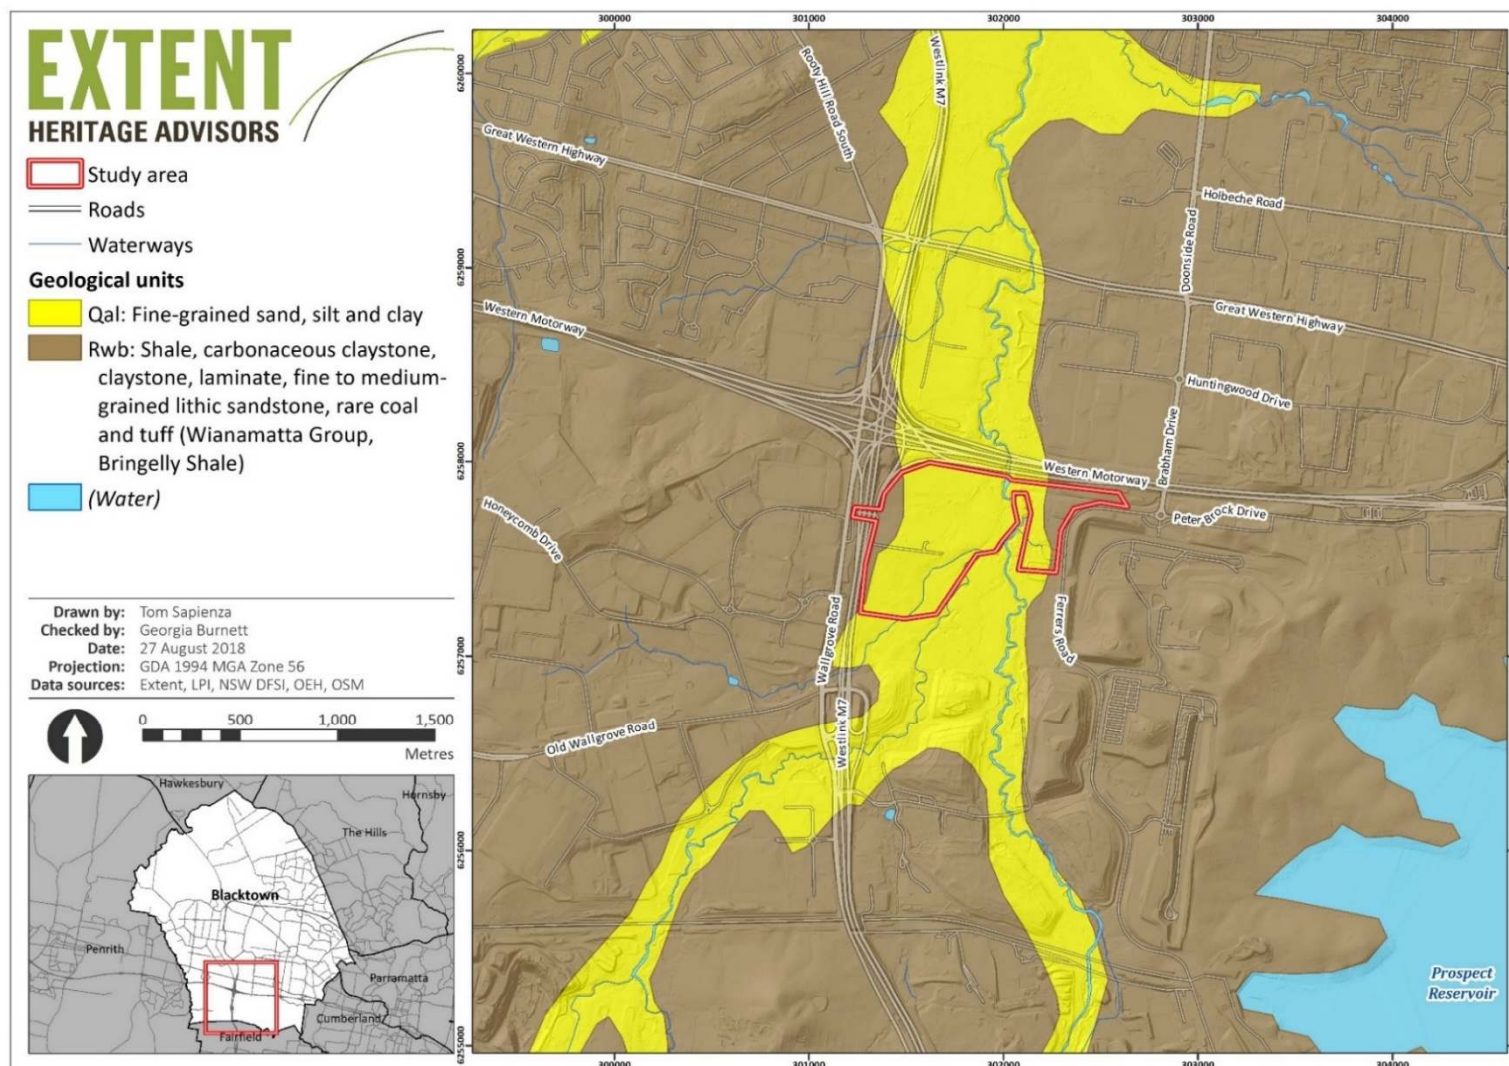 EXTENT
HERITAGE ADVISORS
Study area
Roads
Waterways
Geological units
Qal: Fine-grained sand, silt and clay
Rwb: Shale, carbonaceous claystone,
claystone, laminate, fine to medium-
grained lithic sandstone, rare coal
and tuff (Wianamatta Group,
Bringelly Shale)
(Water)
Drawn by: Tom Sapienza
Checked by: Georgia Burnett
Date: 27 August 2018
Projection: GDA 1994 MGA Zone 56
Data sources: Extent, LPI, NSW DFSI, OEH, OSM
0 500 1,000 1,500
Metres
Hawkesbury
Hornsby
The Hills
Blacktown
Penrith
Parramatta
Cumberland
Fairfield
300000 301000 302000 303000 304000
6260000
6259000
6258000
6257000
6256000
6255000
Westlink M7
Rooty Hill Road South
Great Western Highway
Holbeche Road
Doonside Road
Great Western Highway
Western Motorway
Huntingwood Drive
Brabham Drive
Western Motorway
Peter Brock Drive
Honeycomb Drive
Ferrers Road
Wallgrove Road
Old Wallgrove Road
Westlink M7
Prospect
Reservoir
300000 301000 302000 303000 304000